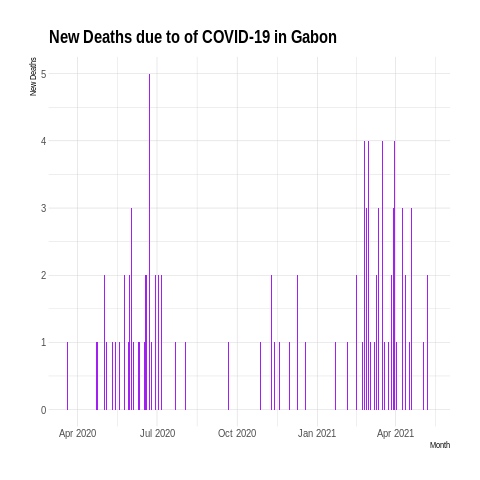 New Deaths due to of COVID-19 in Gabon
New Deaths
5
4
3
2
1
0
Apr 2020 Jul 2020 Oct 2020 Jan 2021 Apr 2021
Month